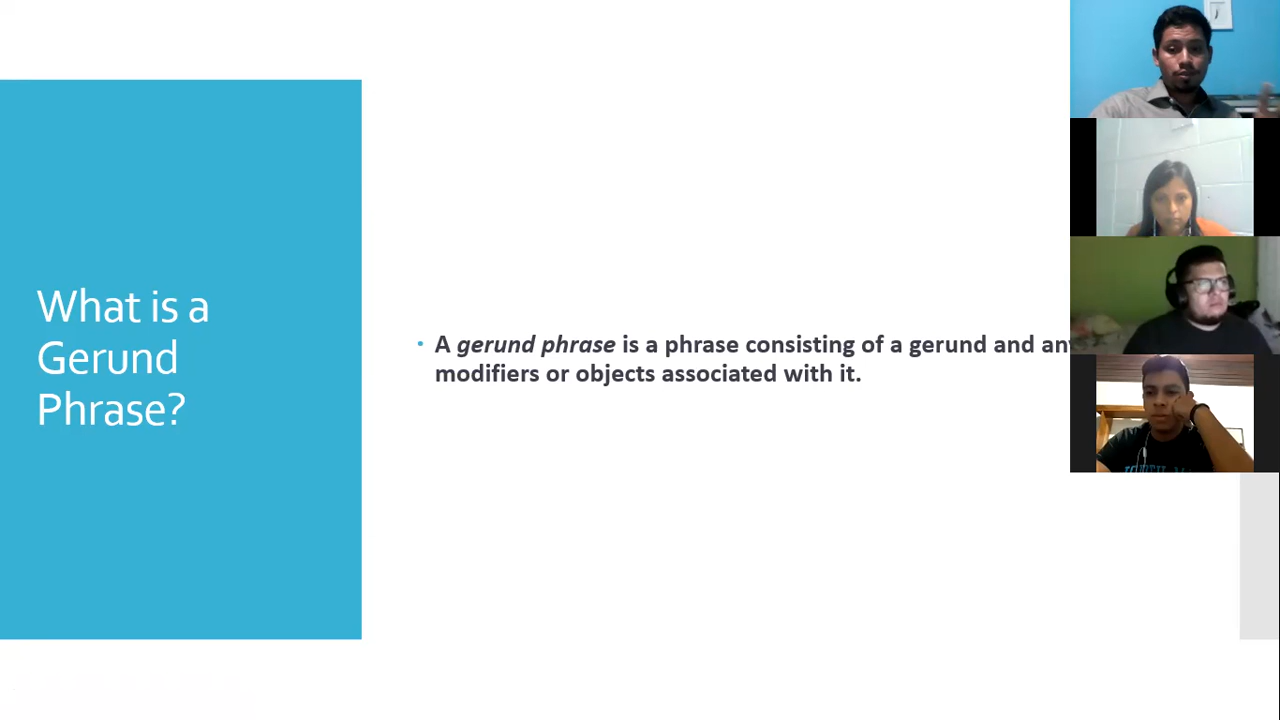 What is a
Gerund
Phrase?
• A gerund phrase is a phrase consisting of a gerund and
modifiers or objects associated with it.